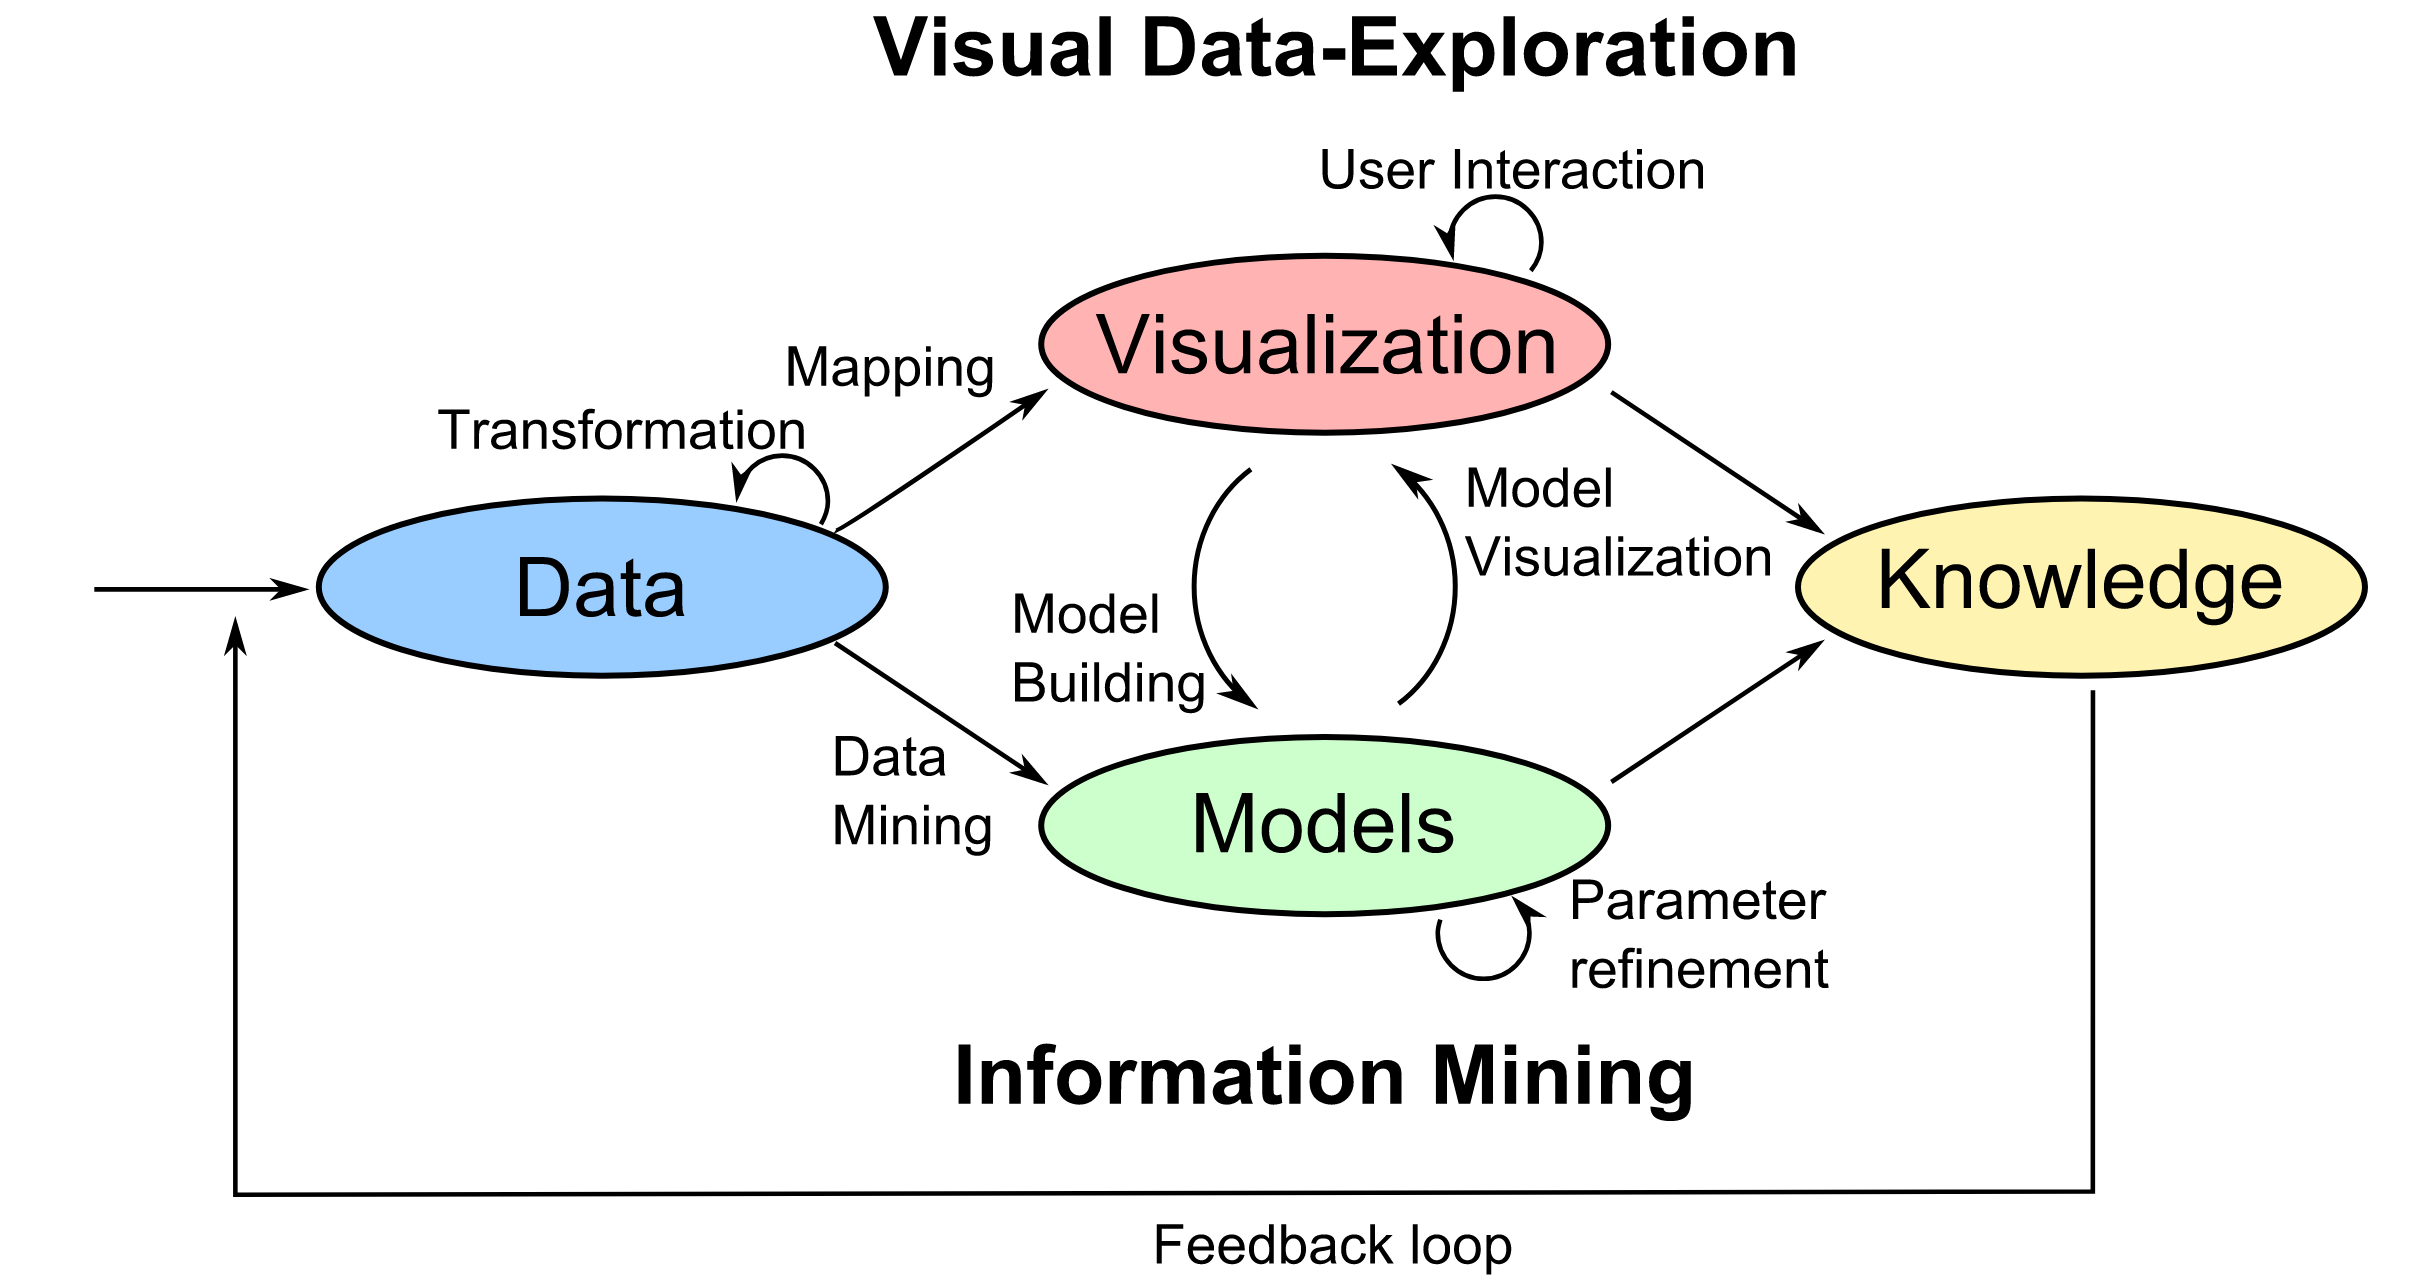 Visual Data-Exploration
User Interaction
Visualization
Mapping
Transformation
Model
Visualization
Data
Knowledge
Model
Building
Data
Mining
Models
Parameter
refinement
Information Mining
Feedback loop